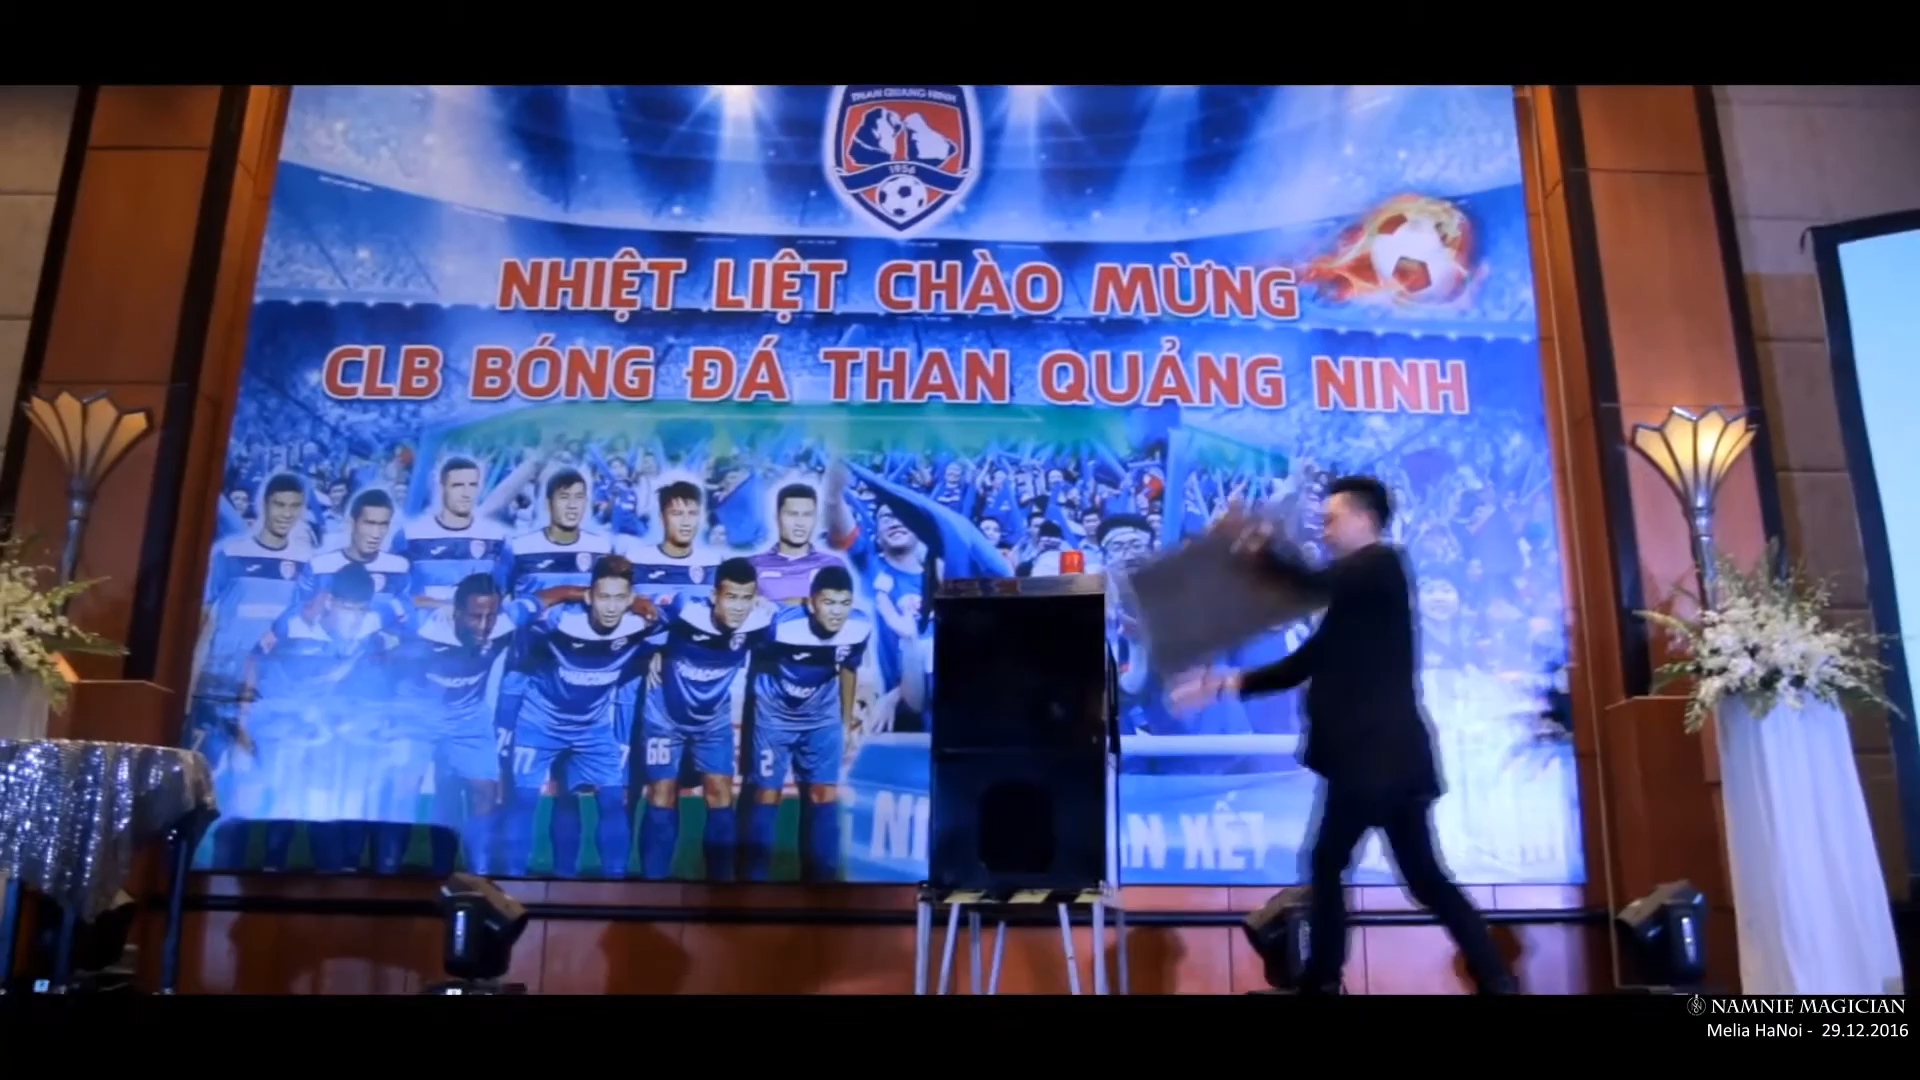 THAN QUANG NINH
1956
NHIỆT LIỆT CHÀO MỪNG
CLB BÓNG ĐÁ THAN QUẢNG NINH
77
66
2
KẾT
NAMNIE MAGICIAN
Melia HaNoi - 29.12.2016